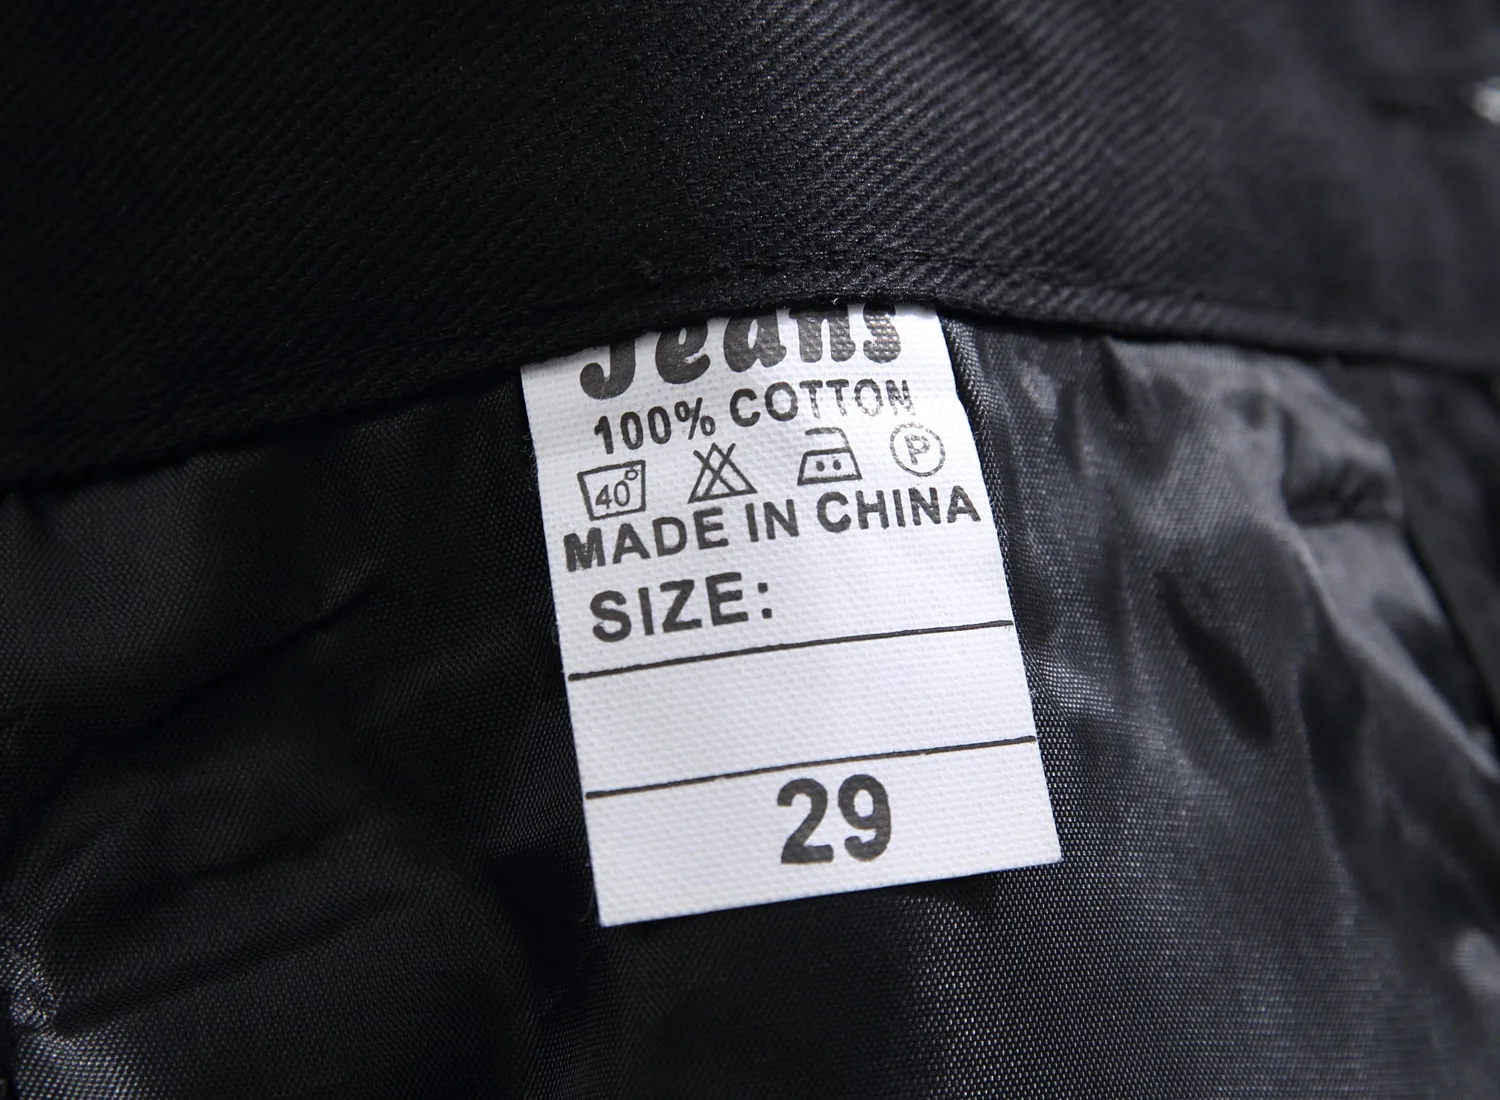 Jeans
100% COTTON
40° P
MADE IN CHINA
SIZE:
29